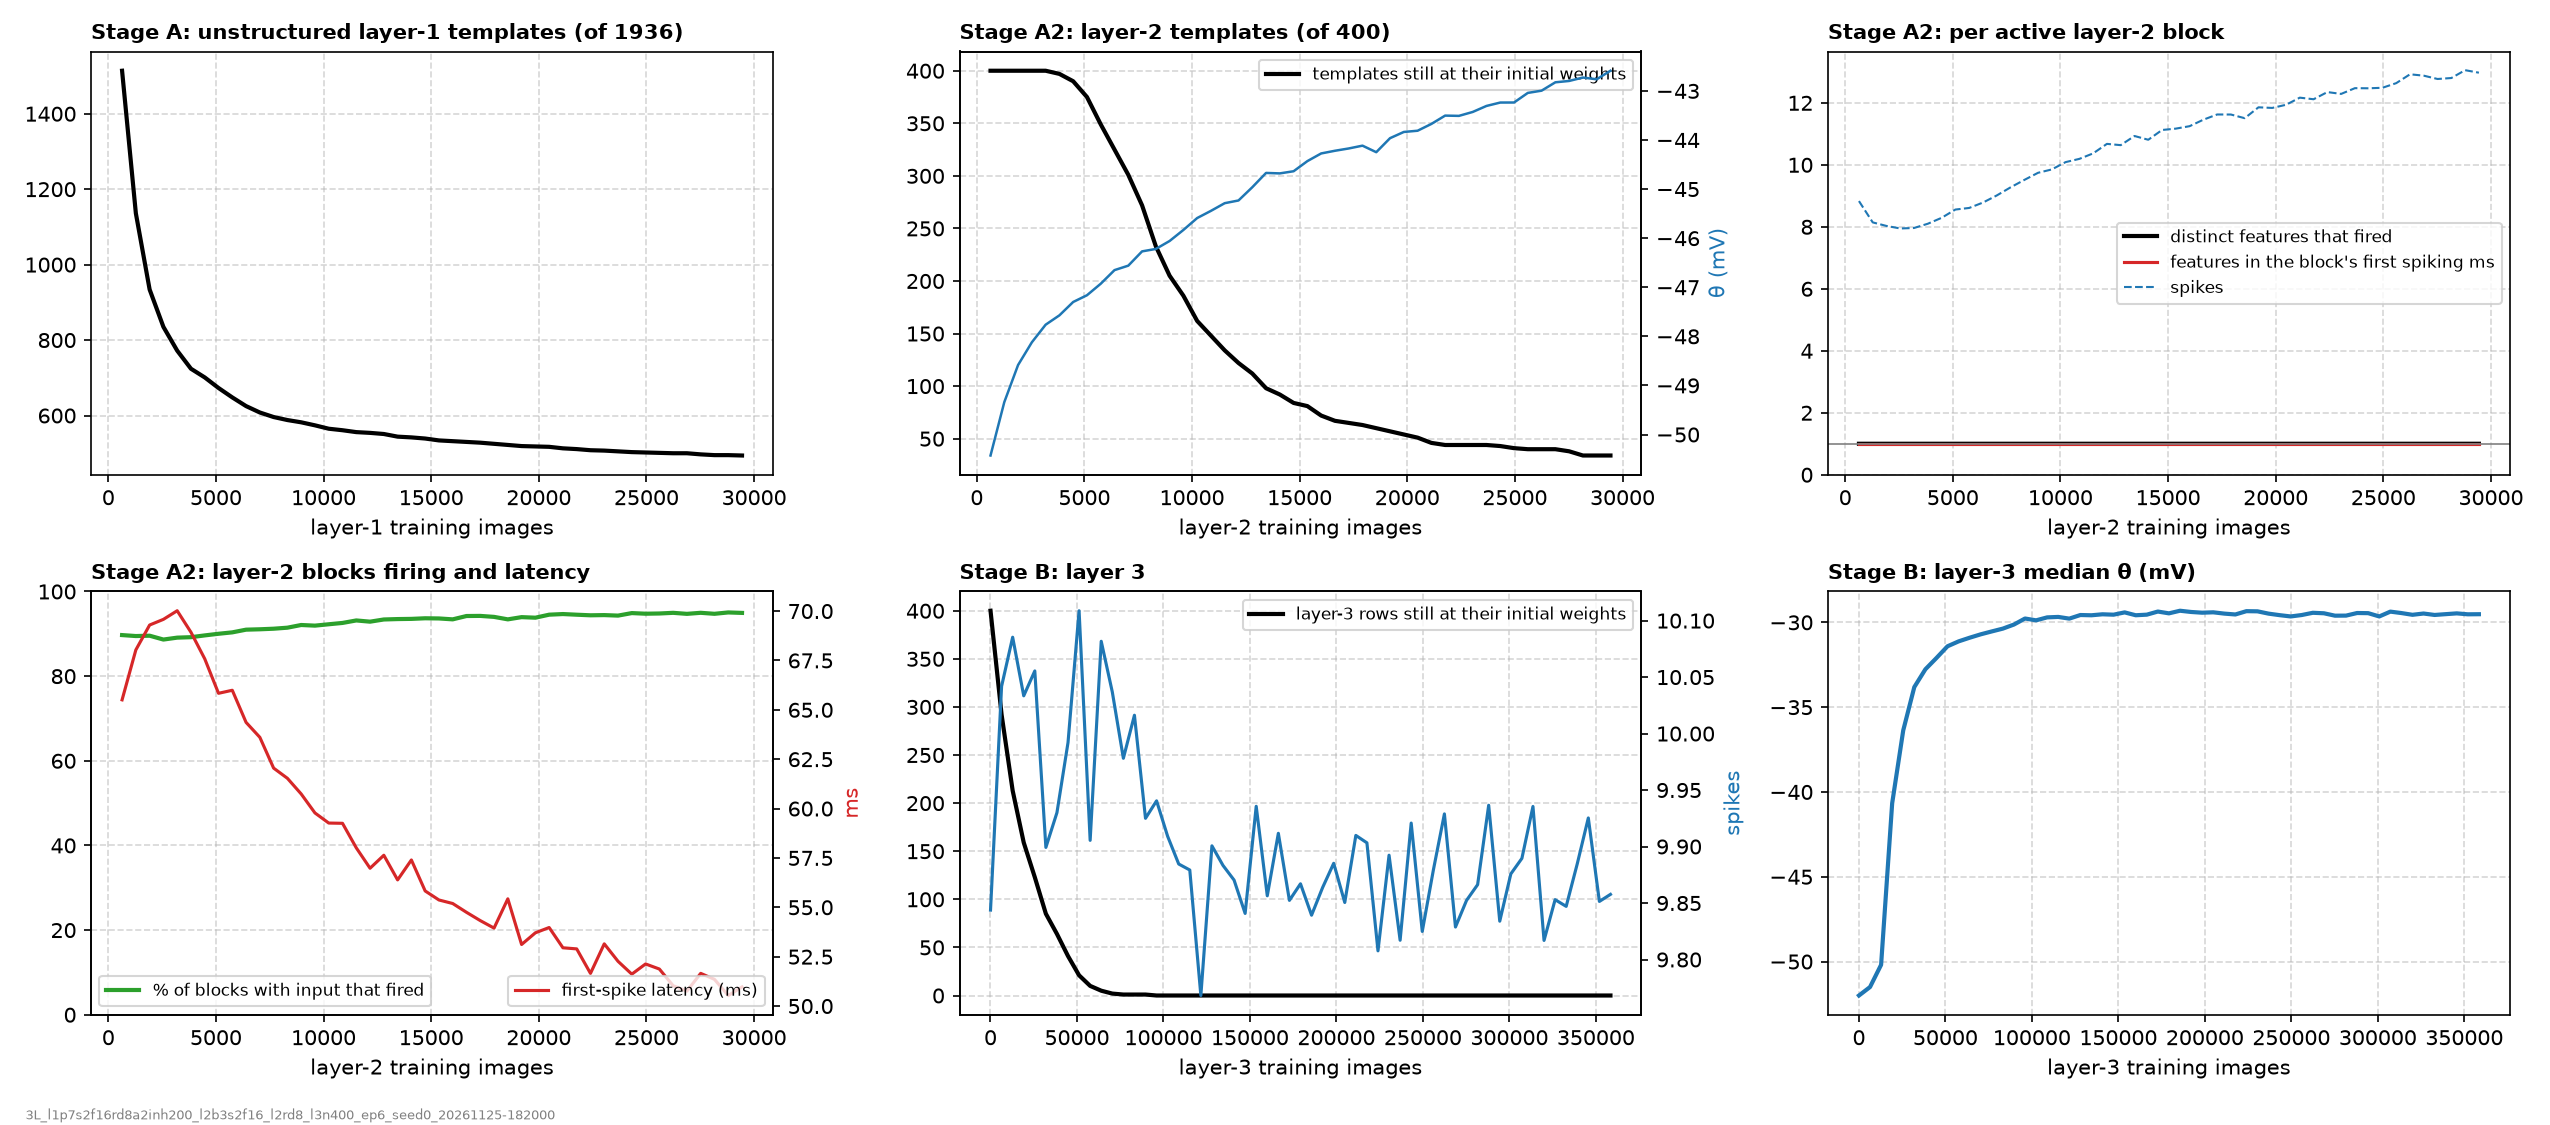 Stage A: unstructured layer-1 templates (of 1936)
1400
1200
1000
800
600
0 5000 10000 15000 20000 25000 30000
layer-1 training images
Stage A2: layer-2 templates (of 400)
templates still at their initial weights
400
350
300
250
200
150
100
50
−43
−44
−45
−46
−47
−48
−49
−50
θ (mV)
0 5000 10000 15000 20000 25000 30000
layer-2 training images
Stage A2: per active layer-2 block
12
10
8
6
4
2
0
distinct features that fired
features in the block's first spiking ms
spikes
0 5000 10000 15000 20000 25000 30000
layer-2 training images
Stage A2: layer-2 blocks firing and latency
100
80
60
40
20
0
70.0
67.5
65.0
62.5
60.0
57.5
55.0
52.5
50.0
ms
% of blocks with input that fired
first-spike latency (ms)
0 5000 10000 15000 20000 25000 30000
layer-2 training images
Stage B: layer 3
layer-3 rows still at their initial weights
400
350
300
250
200
150
100
50
0
10.10
10.05
10.00
9.95
9.90
9.85
9.80
spikes
0 50000 100000 150000 200000 250000 300000 350000
layer-3 training images
Stage B: layer-3 median θ (mV)
−30
−35
−40
−45
−50
0 50000 100000 150000 200000 250000 300000 350000
layer-3 training images
3L_l1p7s2f16rd8a2inh200_l2b3s2f16_l2rd8_l3n400_ep6_seed0_20261125-182000